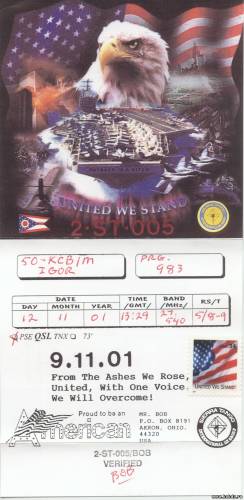 UNITED WE STAND
2-ST-005
50-KCB/M
IGOR
PRG.
983
DATE
TIME
/GMT/
BAND
/MHz/
RS/T
DAY
MONTH
YEAR
12
11
01
13:29
27,
540
5/8-9
PSE QSL TNX 73'
9.11.01
From The Ashes We Rose,
United, With One Voice.
We Will Overcome!
UNITED WE STAND
Proud to be an
American
MR. BOB
P.O. BOX 8191
AKRON, OHIO.
44320
USA
2-ST-005/BOB
VERIFIED
BOB